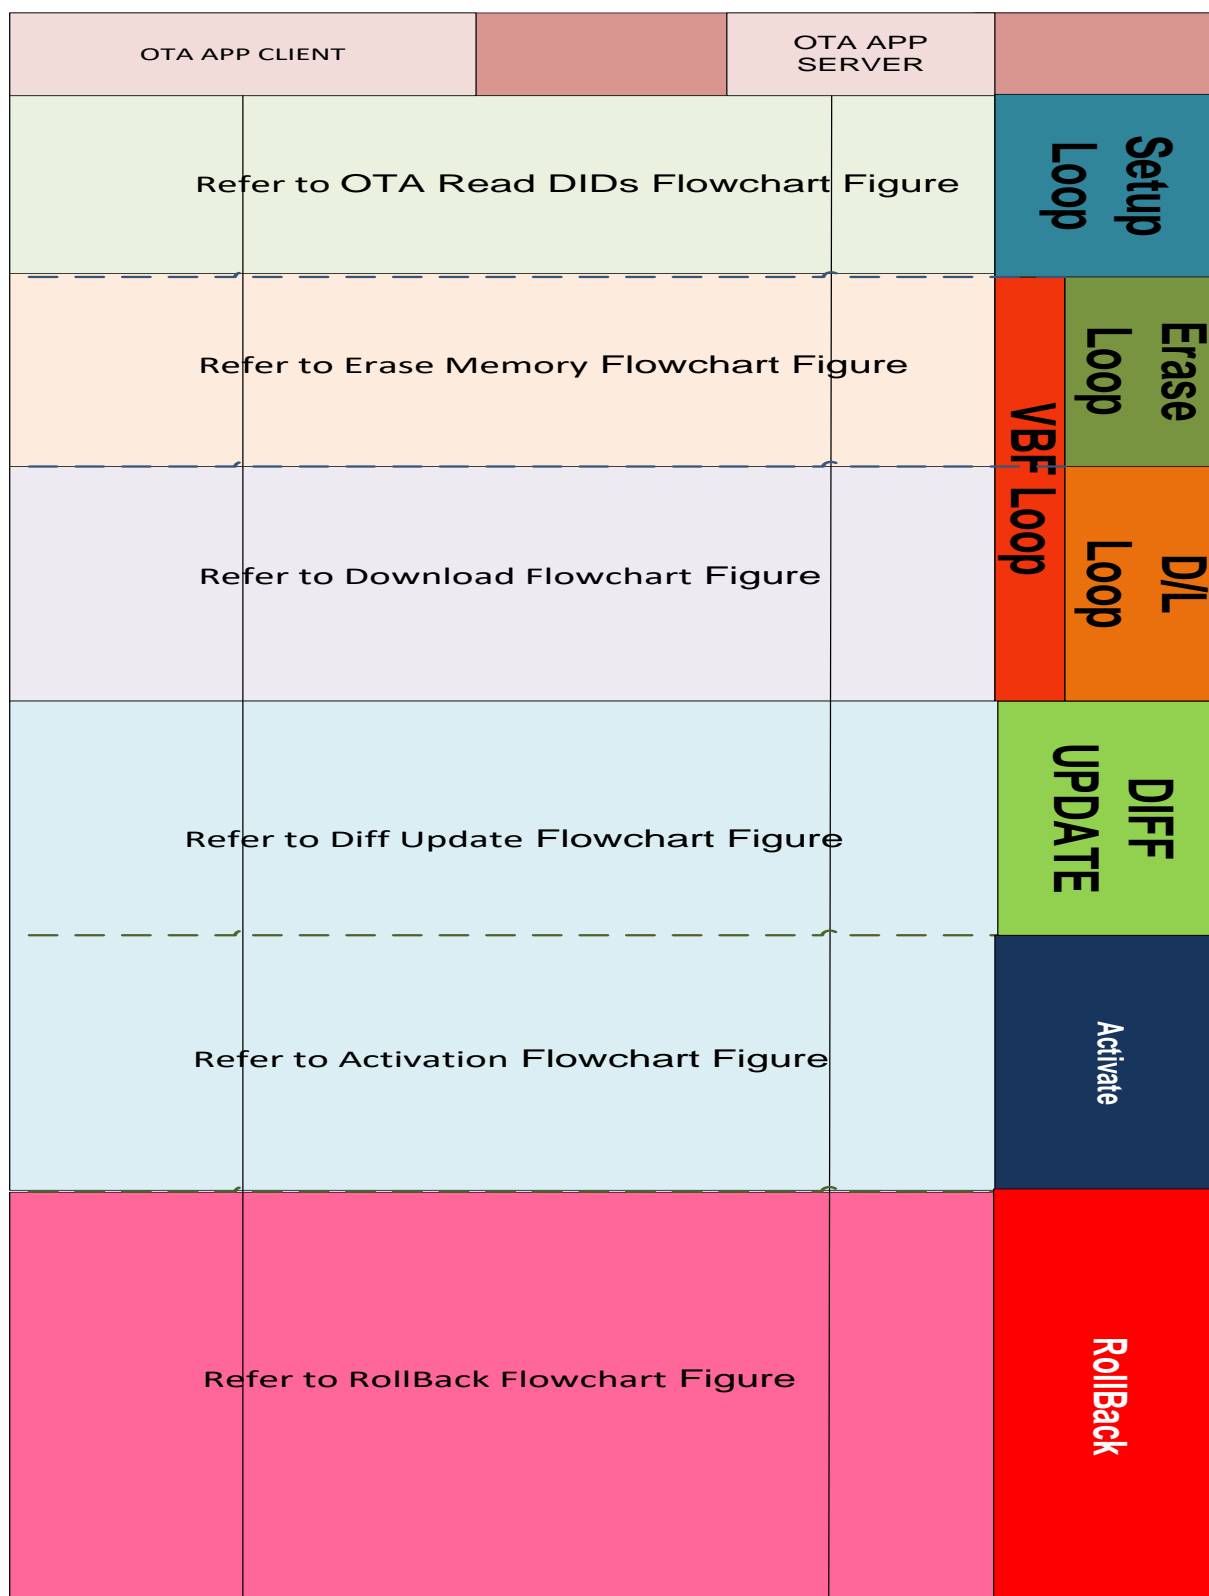 OTA APP CLIENT
OTA APP
SERVER
Refer to OTA Read DIDs Flowchart Figure
Setup
Loop
Refer to Erase Memory Flowchart Figure
VBF Loop
Erase
Loop
Refer to Download Flowchart Figure
D/L
Loop
Refer to Diff Update Flowchart Figure
DIFF
UPDATE
Refer to Activation Flowchart Figure
Activate
Refer to RollBack Flowchart Figure
RollBack